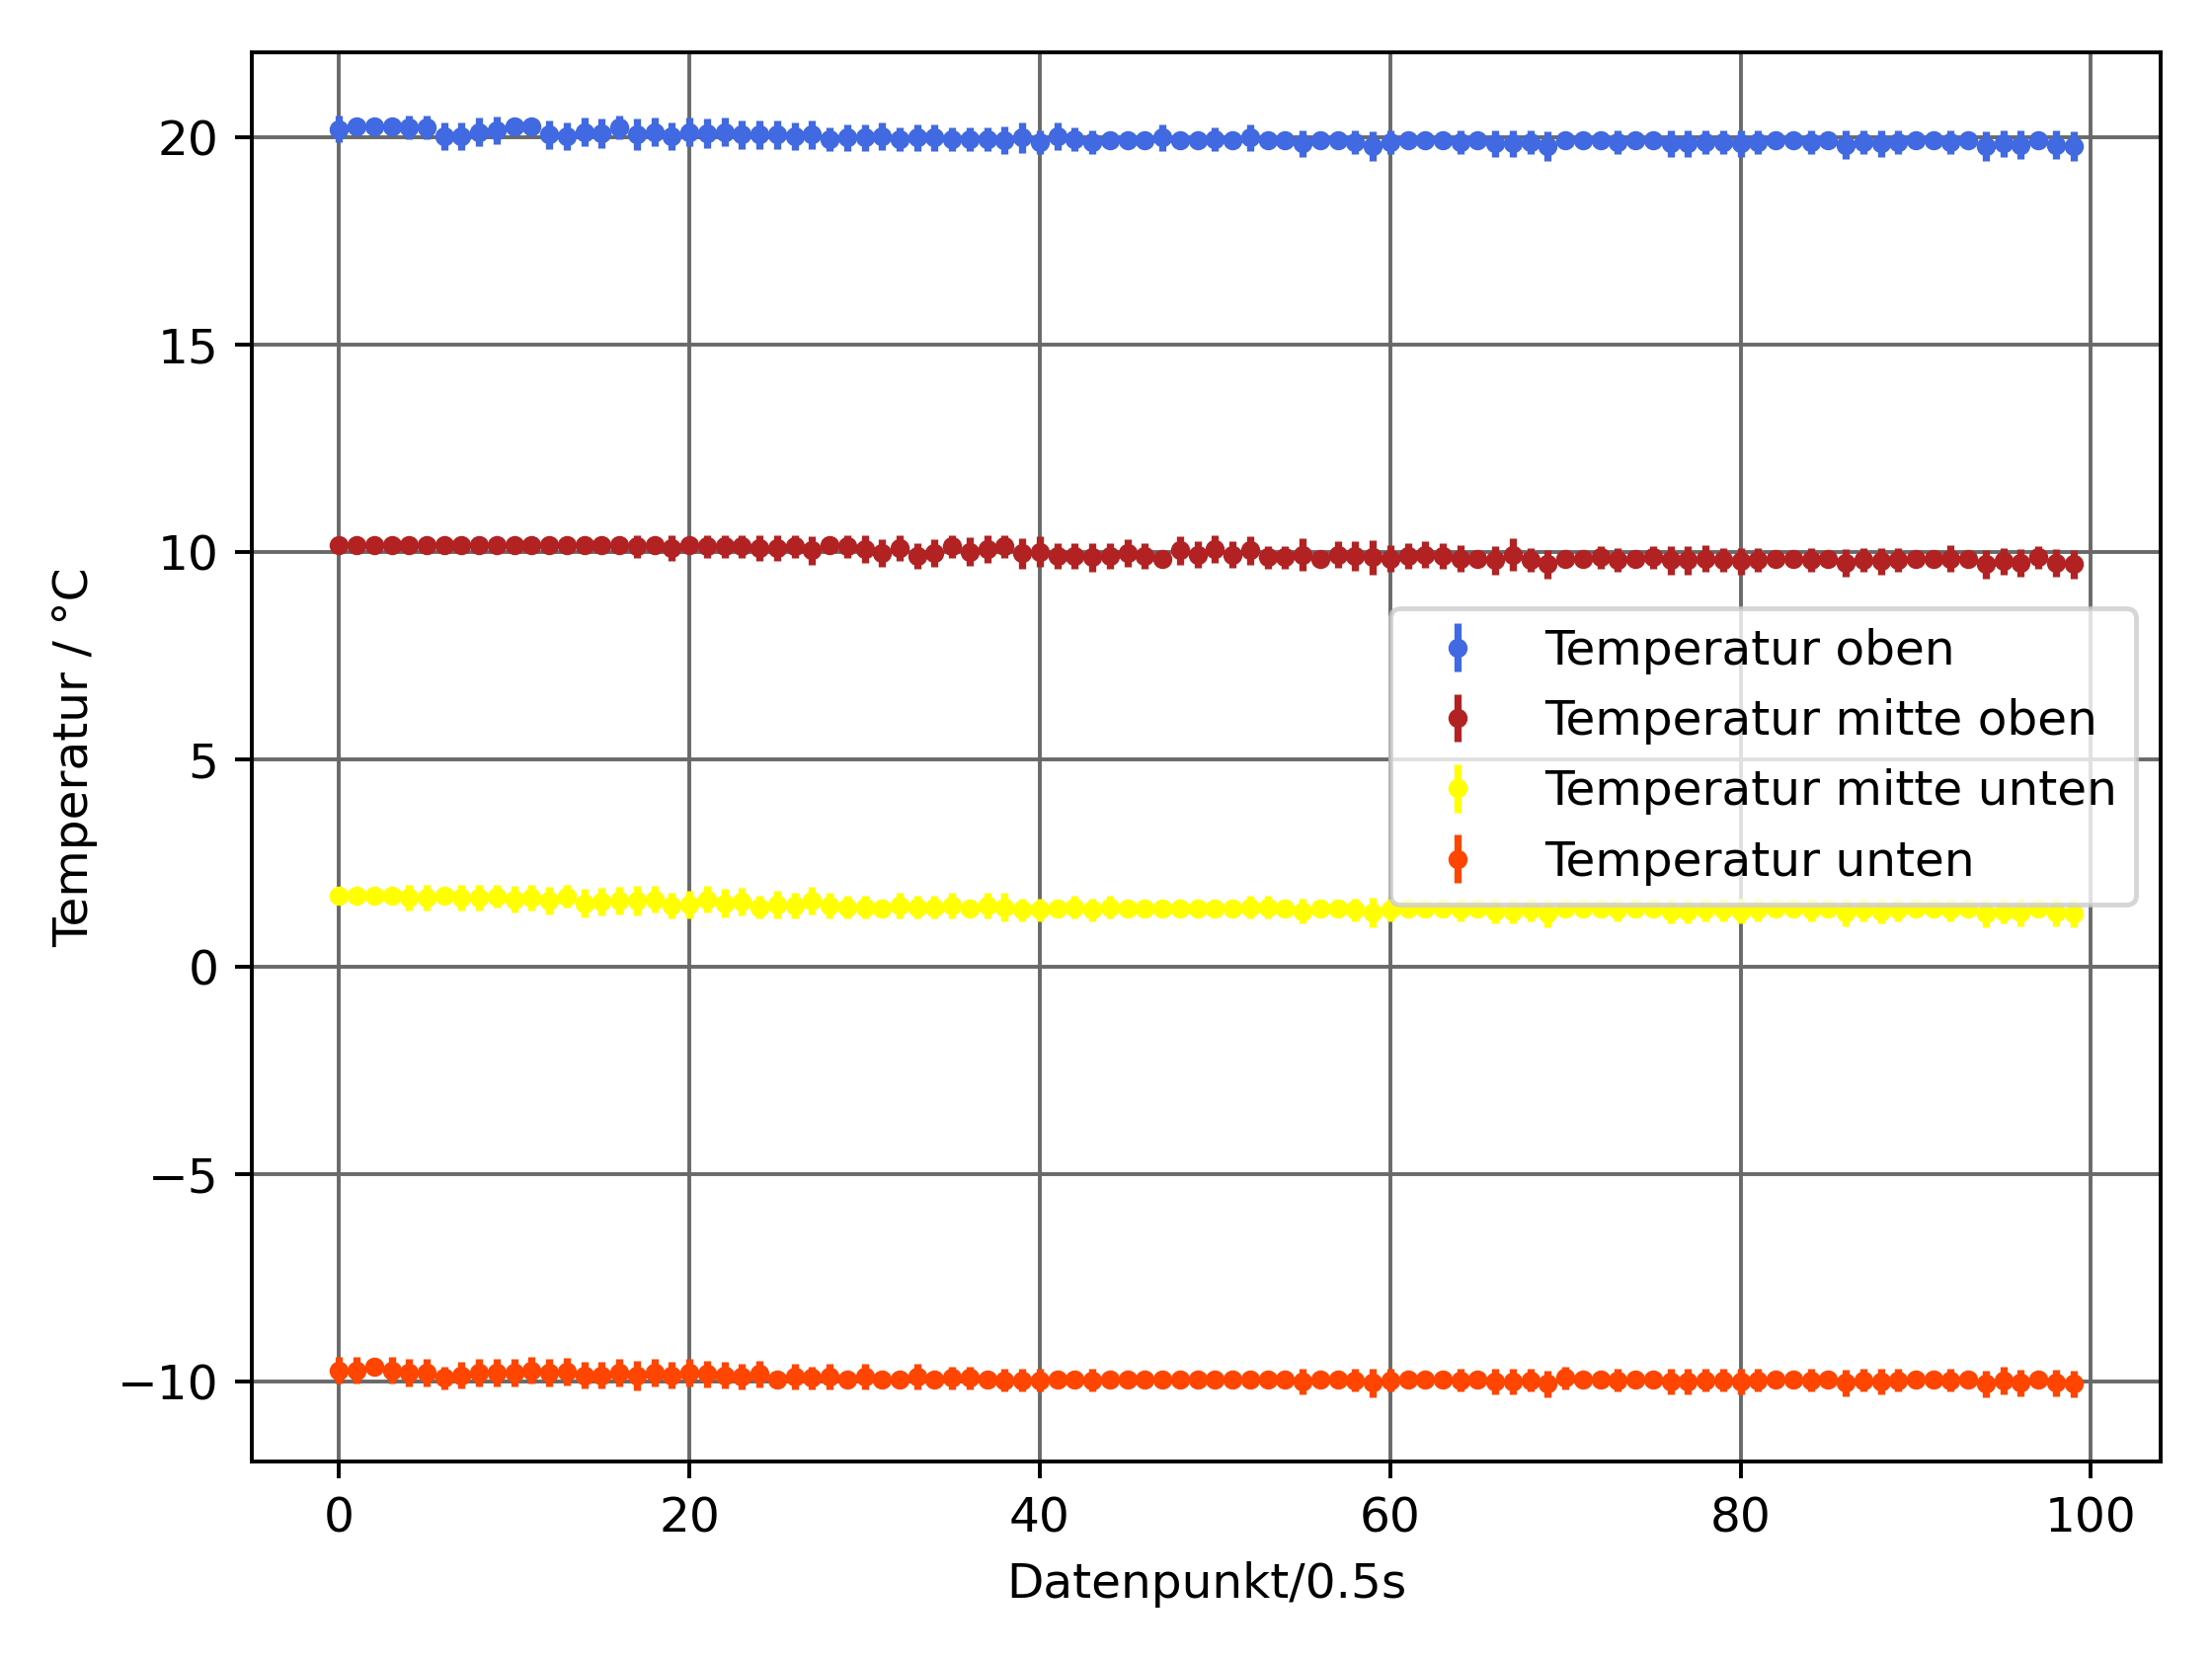 20
15
10
5
0
−5
−10
Temperatur / °C
Temperatur oben
Temperatur mitte oben
Temperatur mitte unten
Temperatur unten
0 20 40 60 80 100
Datenpunkt/0.5s